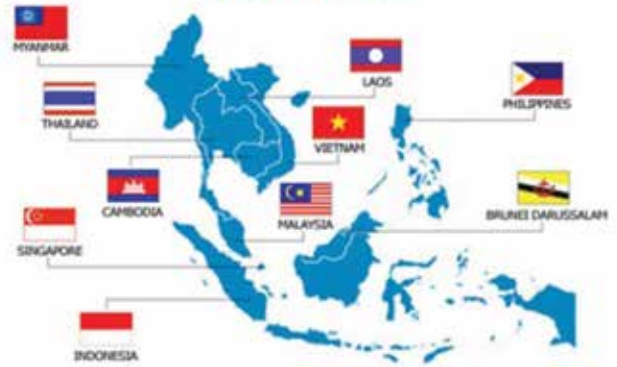 MYANMAR
LAOS
PHILIPPINES
THAILAND
VIETNAM
CAMBODIA
MALAYSIA
BRUNEI DARUSSALAM
SINGAPORE
INDONESIA